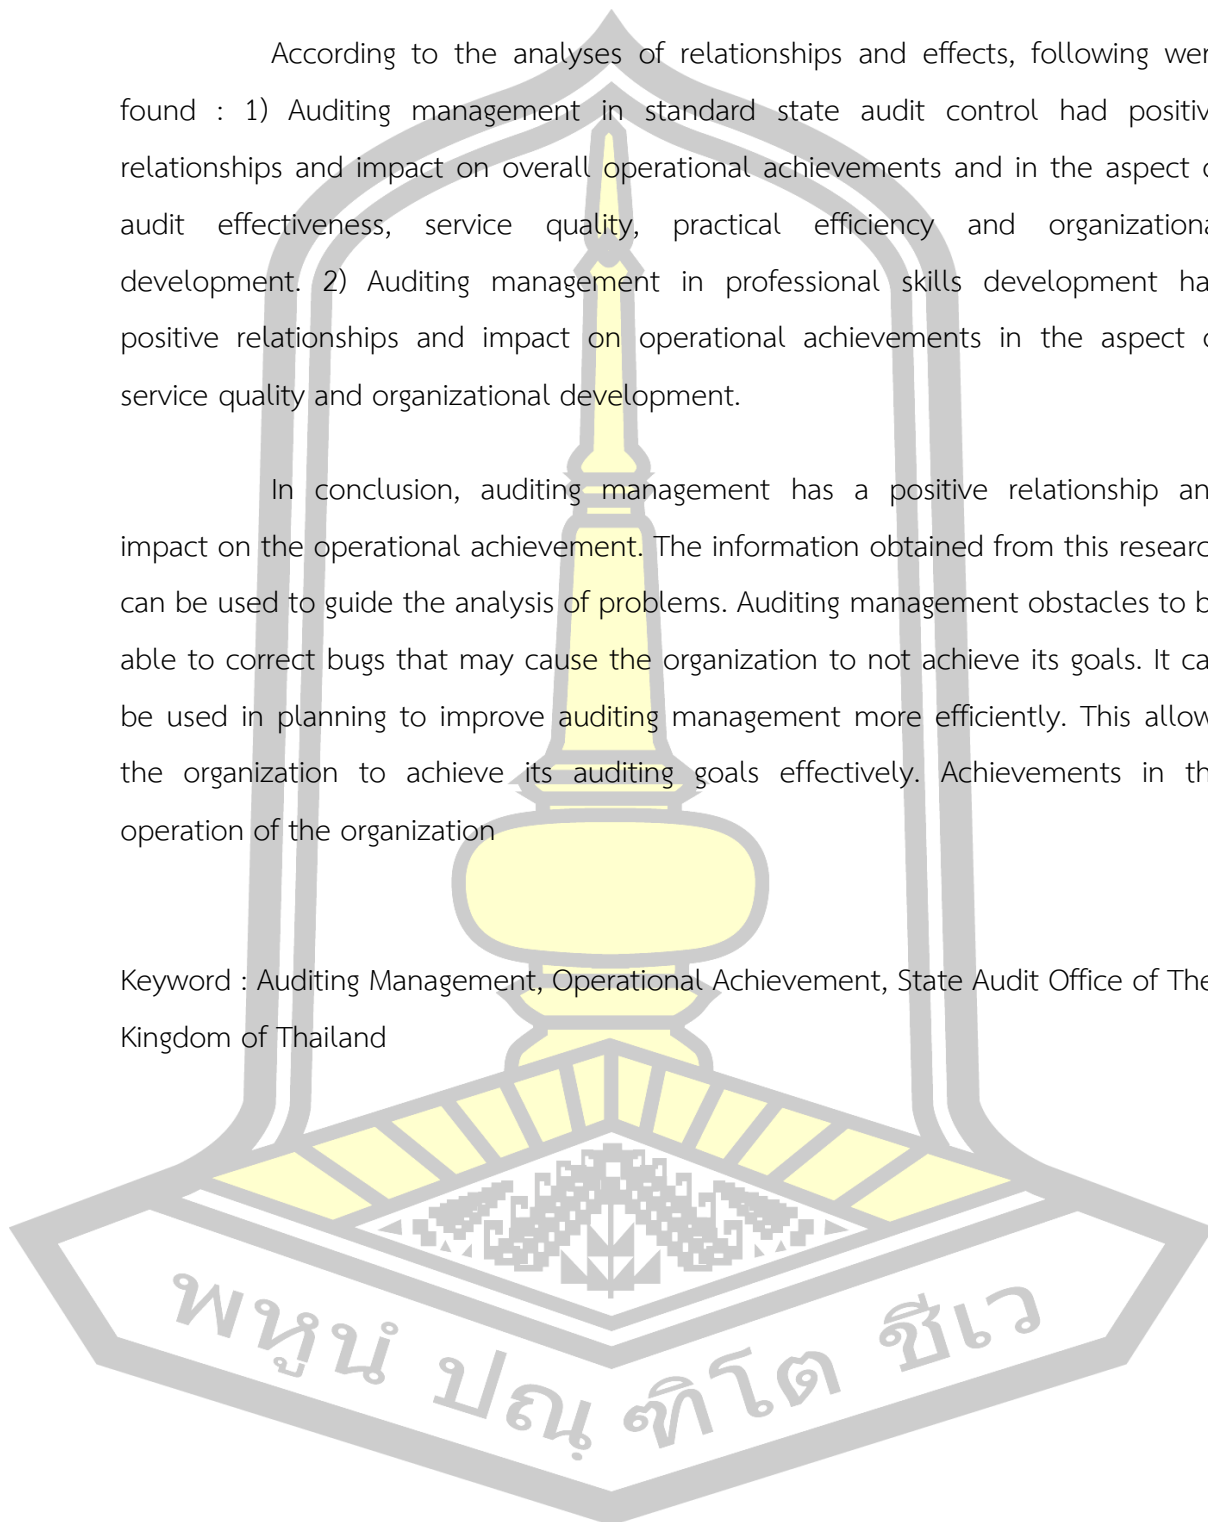 According to the analyses of relationships and effects, following wer
found : 1) Auditing management in standard state audit control had positiv
relationships and impact on overall operational achievements and in the aspect o
audit effectiveness, service quality, practical efficiency and organizationa
development. 2) Auditing management in professional skills development ha
positive relationships and impact on operational achievements in the aspect o
service quality and organizational development.
In conclusion, auditing management has a positive relationship an
impact on the operational achievement. The information obtained from this researc
can be used to guide the analysis of problems. Auditing management obstacles to b
able to correct bugs that may cause the organization to not achieve its goals. It ca
be used in planning to improve auditing management more efficiently. This allow
the organization to achieve its auditing goals effectively. Achievements in th
operation of the organization
Keyword : Auditing Management, Operational Achievement, State Audit Office of The
Kingdom of Thailand
พหูนํ ปณฺฑิโต ชีเว